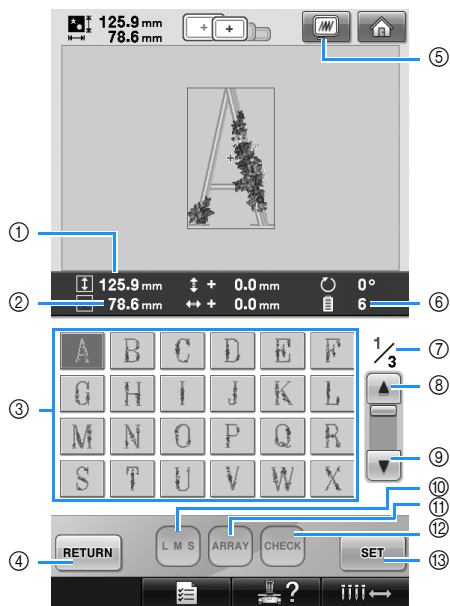 125.9 mm
78.6 mm
⑤
A
①
②
125.9 mm + 0.0 mm 0°
78.6 mm + 0.0 mm 6
⑥
③
A B C D E F
G H I J K L
M N O P Q R
S T U V W X
1/3
⑦
⑧
⑨
⑩
⑪
⑫
⑬
④
RETURN L M S ARRAY CHECK SET
?